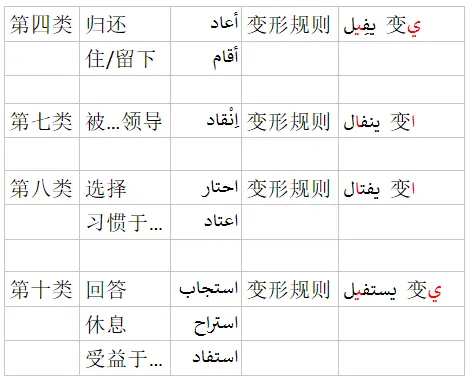 第四类 归还 أعاد 变形规则 يفِيل 变ي
住/留下 أقام
第七类 被...领导 اِنْقاد 变形规则 ينفال 变ا
第八类 选择 احتار 变形规则 يفتال 变ا
习惯于... اعتاد
第十类 回答 استجاب 变形规则 يستفيل 变ي
休息 استراح
受益于... استفاد